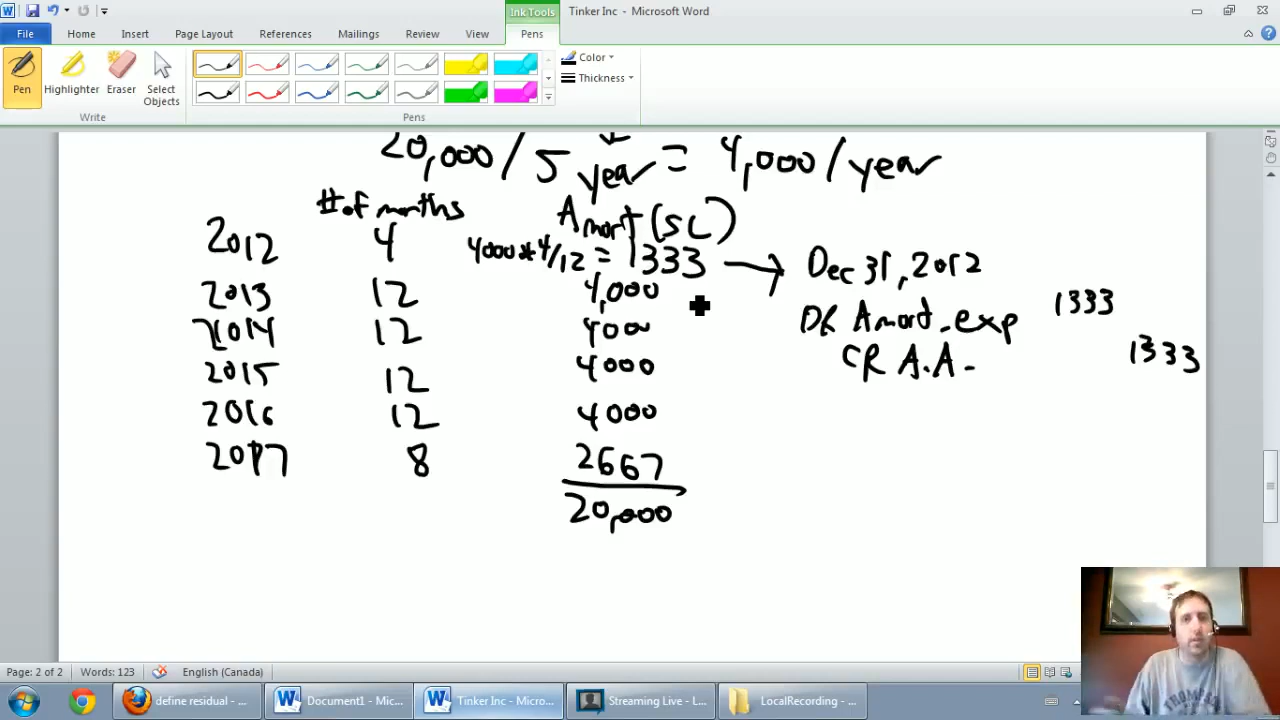 Tinker Inc - Microsoft Word
Ink Tools
File Home Insert Page Layout References Mailings Review View Pens
Pen Highlighter Eraser Select Objects
Color
Thickness
Write Pens
20,000 / 5 year = 4,000/year
# of months
Amort (SL)
2012 4 4000*4/12 = 1333 → Dec 31, 2012
2013 12 4,000
DR Amort. exp 1333
2014 12 4000
CR A.A. 1333
2015 12 4000
2016 12 4000
2017 8 2667
20,000
Page: 2 of 2 Words: 123 English (Canada)
define residual - ... Document1 - Mic... Tinker Inc - Micro... Streaming Live - L... LocalRecording - ...